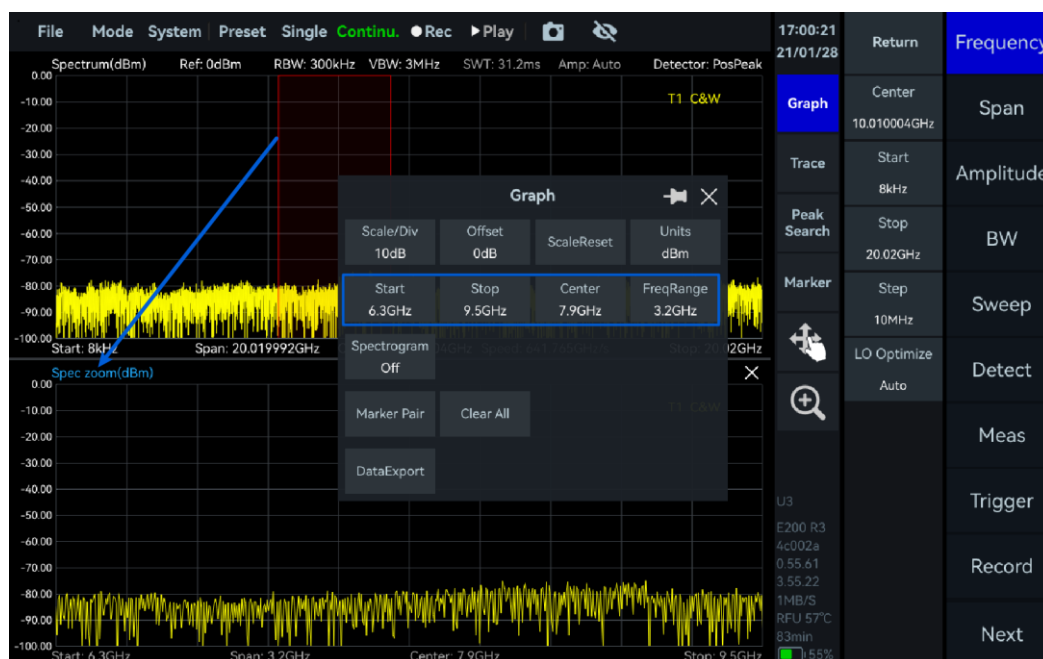 File Mode System Preset Single Continu. Rec Play
Spectrum(dBm) Ref: 0dBm RBW: 300kHz VBW: 3MHz SWT: 31.2ms Amp: Auto Detector: PosPeak
T1 C&W
0.00
-10.00
-20.00
-30.00
-40.00
-50.00
-60.00
-70.00
-80.00
-90.00
-100.00
Start: 8kHz Span: 20.019992GHz Stop: 20.02GHz
Graph
Scale/Div
10dB
Offset
0dB
ScaleReset
Units
dBm
Start
6.3GHz
Stop
9.5GHz
Center
7.9GHz
FreqRange
3.2GHz
Spectrogram
Off
Marker Pair
Clear All
DataExport
Spec zoom(dBm)
T1 C&W
0.00
-10.00
-20.00
-30.00
-40.00
-50.00
-60.00
-70.00
-80.00
-90.00
-100.00
Start: 6.3GHz Span: 3.2GHz Center: 7.9GHz Stop: 9.5GHz
17:00:21
21/01/28
Graph
Trace
Peak
Search
Marker
U3
E200 R3
4c002a
0.55.61
3.55.22
1MB/S
RFU 57°C
83min
55%
Return
Center
10.010004GHz
Start
8kHz
Stop
20.02GHz
Step
10MHz
LO Optimize
Auto
Frequency
Span
Amplitude
BW
Sweep
Detect
Meas
Trigger
Record
Next